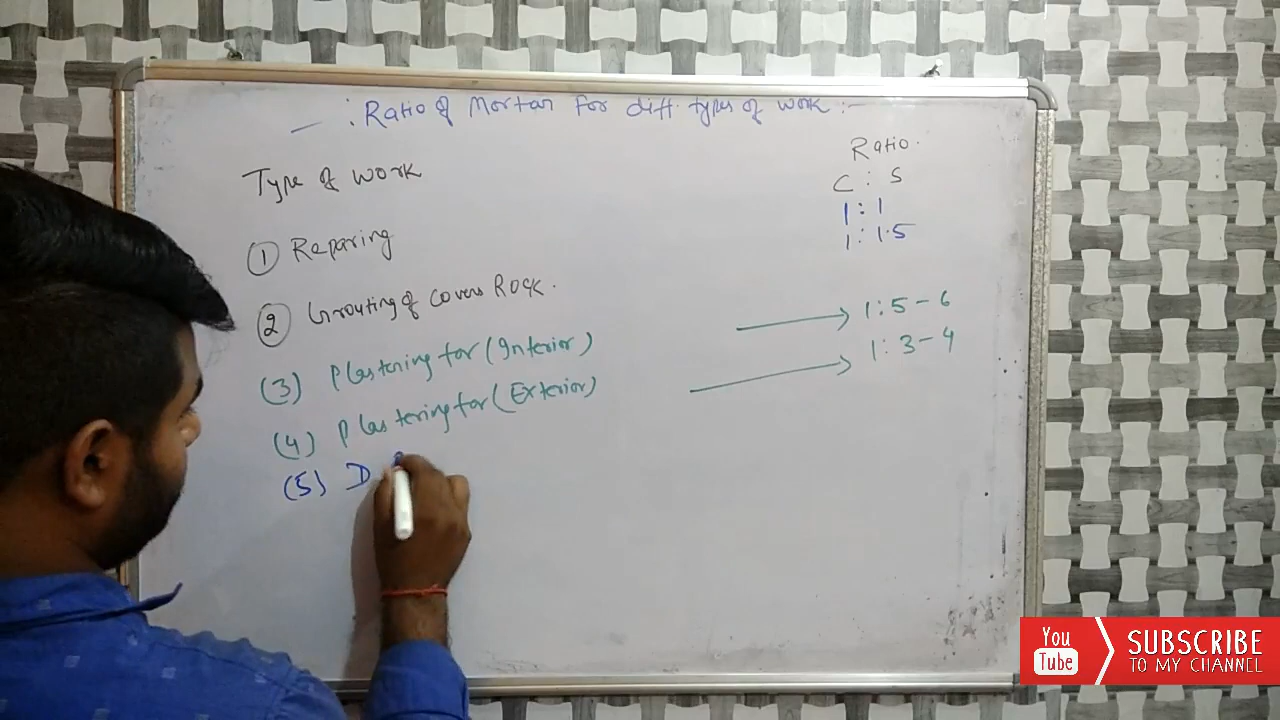 : Ratio of Mortar for diff. types of work :-
Ratio.
Type of work
C : S
1 : 1
(1) Reparing
1 : 1.5
(2) Grouting of Covers Rock.
1 : 5 - 6
(3) Plastering for (Interior)
1 : 3 - 4
(4) Plastering for (Exterior)
(5) D
You Tube
SUBSCRIBE
TO MY CHANNEL